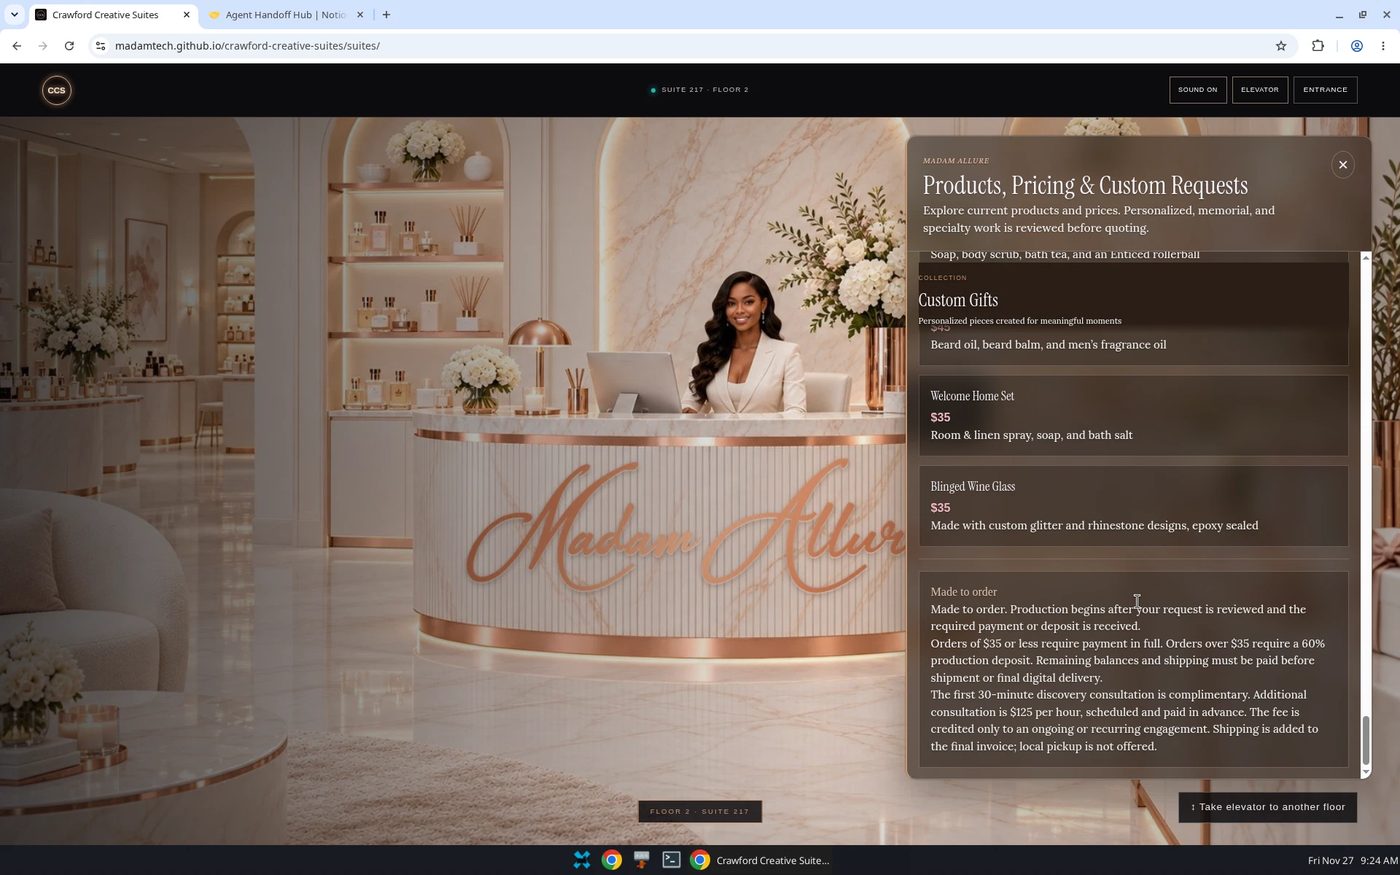 Crawford Creative Suites
Agent Handoff Hub | Notio
madamtech.github.io/crawford-creative-suites/suites/
CCS
SUITE 217 · FLOOR 2
SOUND ON
ELEVATOR
ENTRANCE
MADAM ALLURE
Products, Pricing & Custom Requests
Explore current products and prices. Personalized, memorial, and
specialty work is reviewed before quoting.
Soap, body scrub, bath tea, and an Enticed rollerball
COLLECTION
Custom Gifts
Personalized pieces created for meaningful moments
$45
Beard oil, beard balm, and men's fragrance oil
Welcome Home Set
$35
Room & linen spray, soap, and bath salt
Blinged Wine Glass
$35
Made with custom glitter and rhinestone designs, epoxy sealed
Made to order
Made to order. Production begins after your request is reviewed and the
required payment or deposit is received.
Orders of $35 or less require payment in full. Orders over $35 require a 60%
production deposit. Remaining balances and shipping must be paid before
shipment or final digital delivery.
The first 30-minute discovery consultation is complimentary. Additional
consultation is $125 per hour, scheduled and paid in advance. The fee is
credited only to an ongoing or recurring engagement. Shipping is added to
the final invoice; local pickup is not offered.
Madam Allur
FLOOR 2 · SUITE 217
↕ Take elevator to another floor
Crawford Creative Suite...
Fri Nov 27 9:24 AM